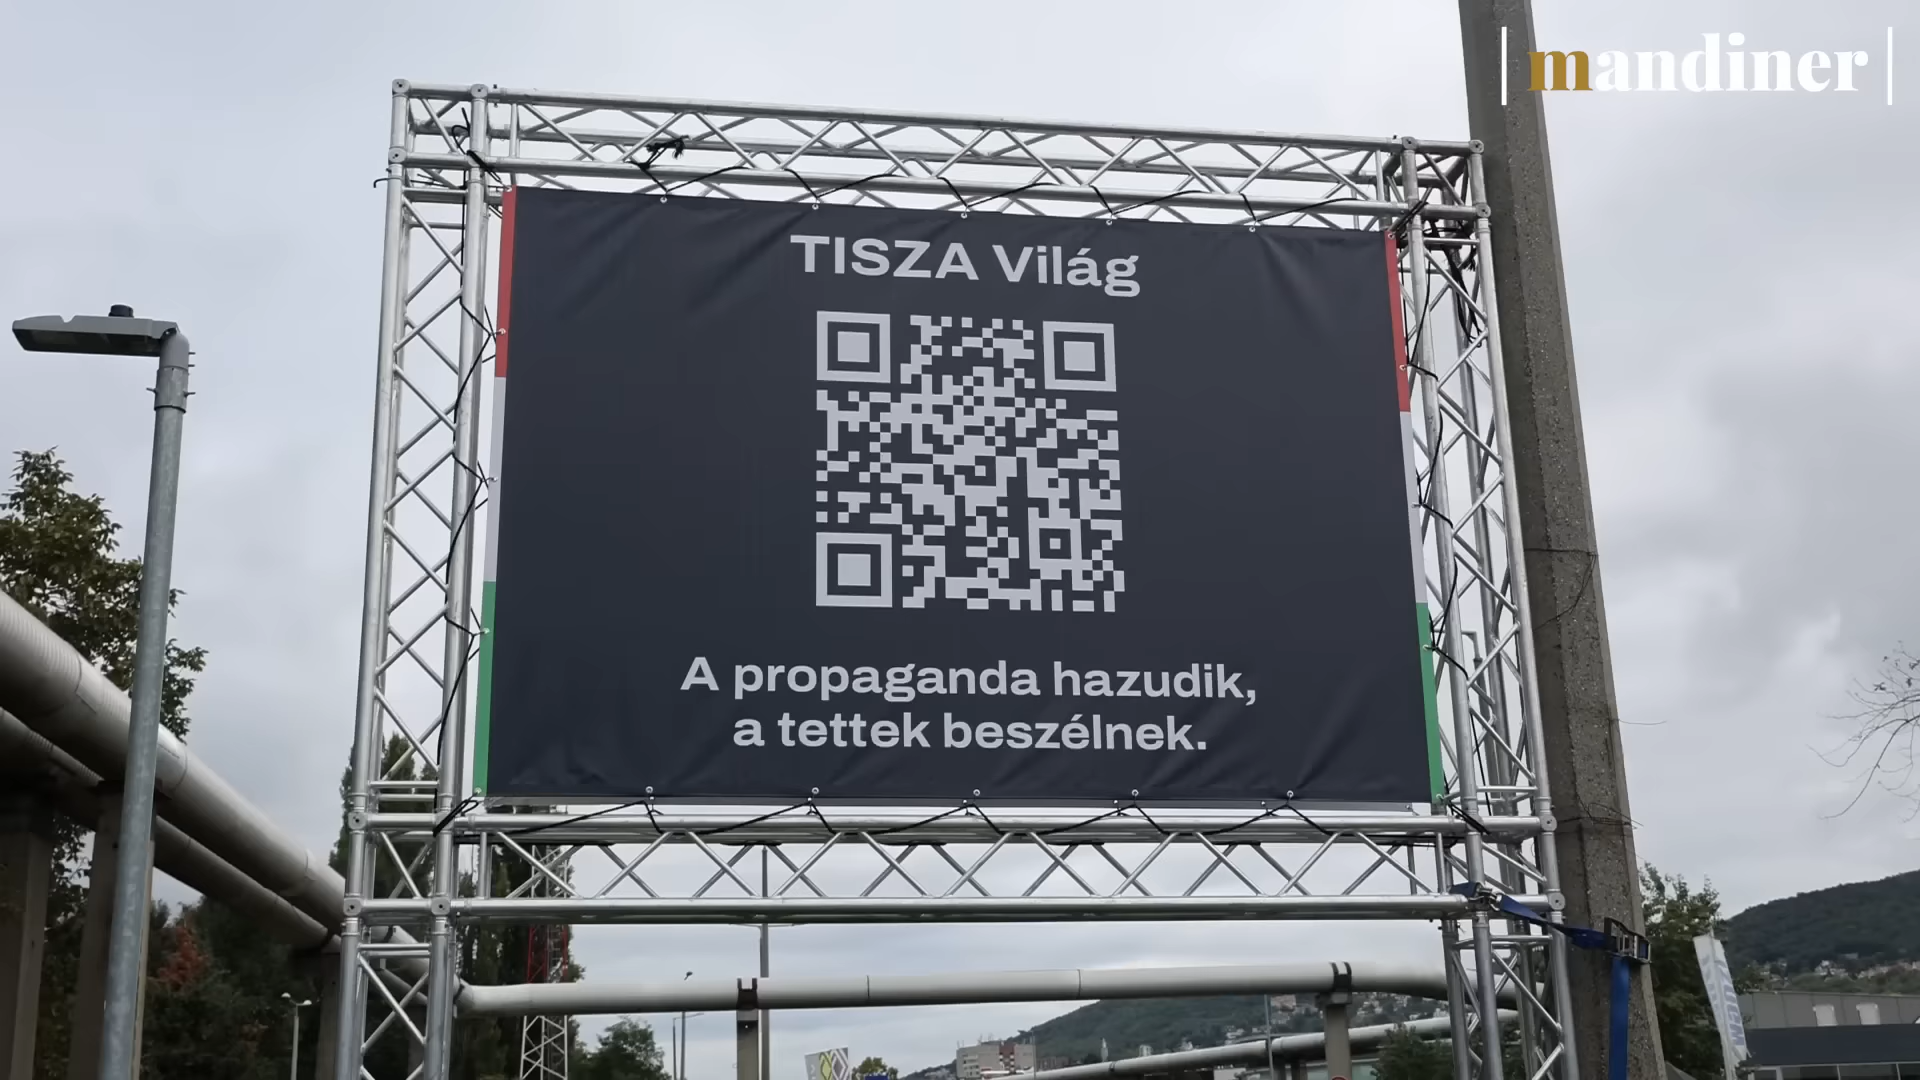 mandiner
TISZA Világ
A propaganda hazudik,
a tettek beszélnek.